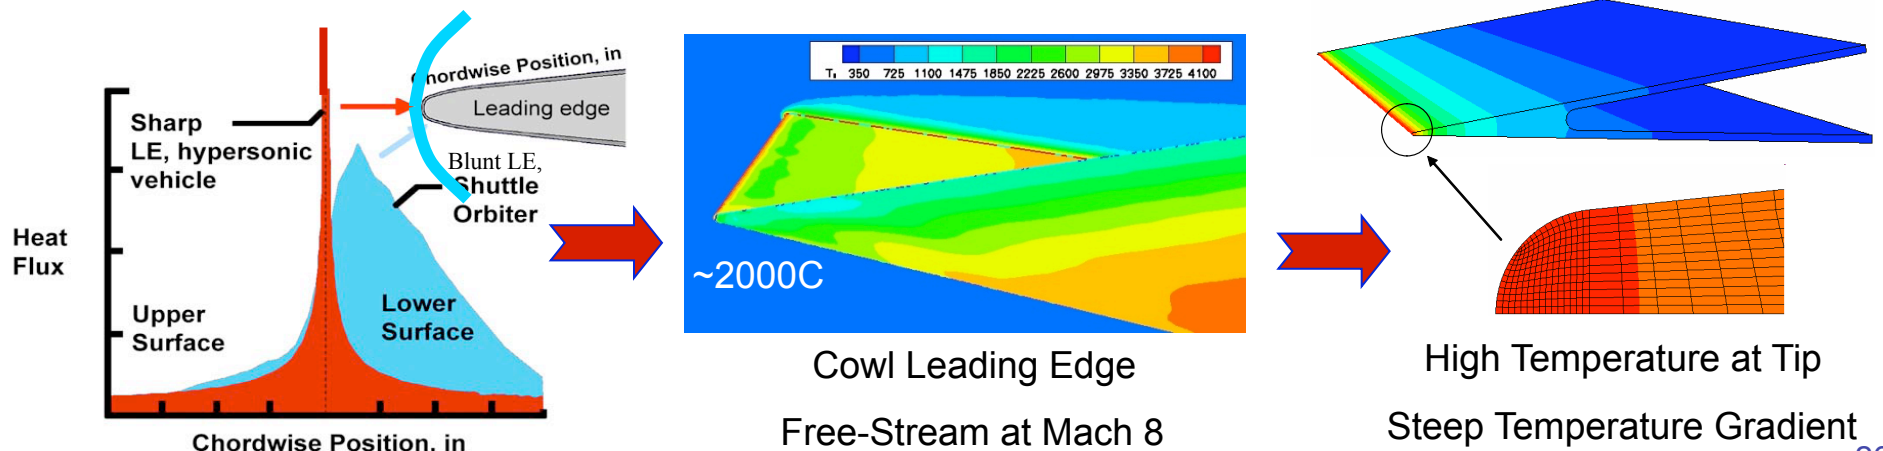 Sharp
LE, hypersonic
vehicle
Heat
Flux
Upper
Surface
Lower
Surface
Chordwise Position, in
Chordwise Position, in
Leading edge
Blunt LE,
Shuttle
Orbiter
T, 350 725 1100 1475 1850 2225 2600 2975 3350 3725 4100
~2000C
Cowl Leading Edge
Free-Stream at Mach 8
High Temperature at Tip
Steep Temperature Gradient